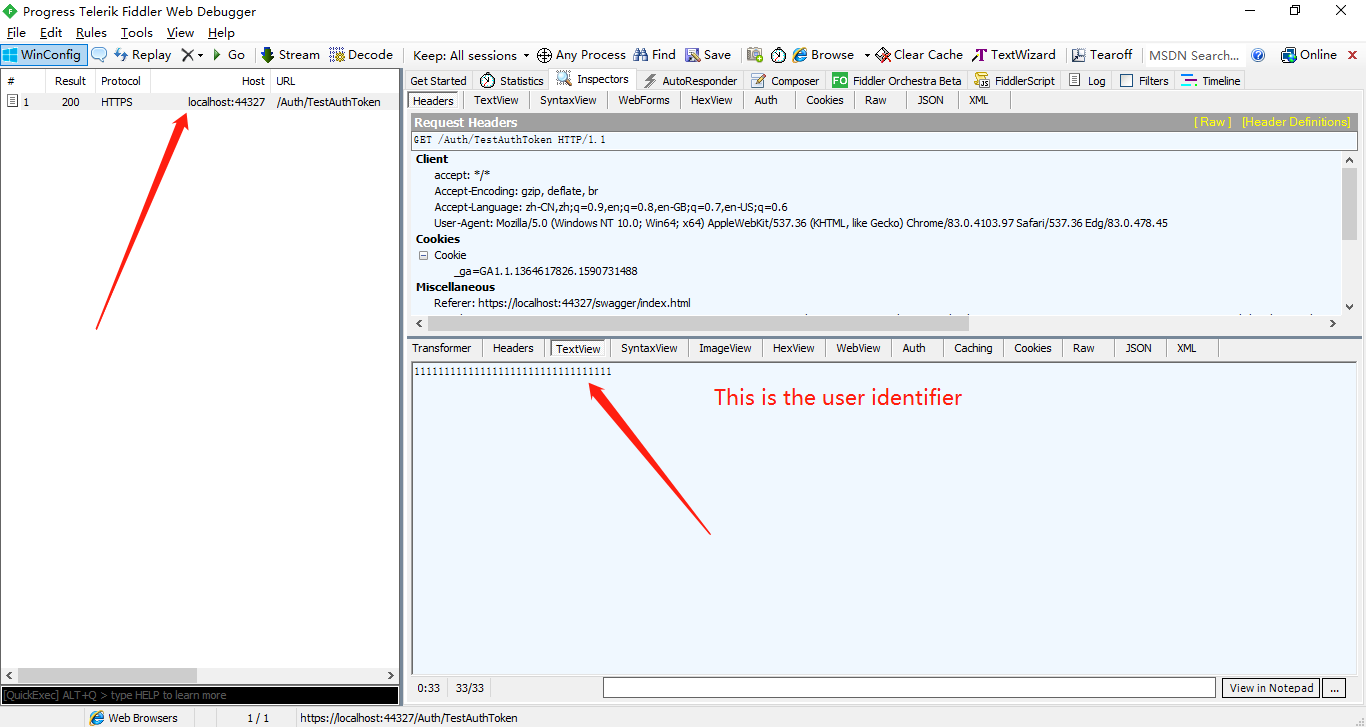 Progress Telerik Fiddler Web Debugger
File Edit Rules Tools View Help
WinConfig Replay Go Stream Decode Keep: All sessions Any Process Find Save Browse Clear Cache TextWizard Tearoff MSDN Search... Online
# Result Protocol Host URL
1 200 HTTPS localhost:44327 /Auth/TestAuthToken
Get Started Statistics Inspectors AutoResponder Composer FO Fiddler Orchestra Beta FiddlerScript Log Filters Timeline
Headers TextView SyntaxView WebForms HexView Auth Cookies Raw JSON XML
Request Headers [ Raw ] [Header Definitions]
GET /Auth/TestAuthToken HTTP/1.1
Client
accept: */*
Accept-Encoding: gzip, deflate, br
Accept-Language: zh-CN,zh;q=0.9,en;q=0.8,en-GB;q=0.7,en-US;q=0.6
User-Agent: Mozilla/5.0 (Windows NT 10.0; Win64; x64) AppleWebKit/537.36 (KHTML, like Gecko) Chrome/83.0.4103.97 Safari/537.36 Edg/83.0.478.45
Cookies
Cookie
_ga=GA1.1.1364617826.1590731488
Miscellaneous
Referer: https://localhost:44327/swagger/index.html
Transformer Headers TextView SyntaxView ImageView HexView WebView Auth Caching Cookies Raw JSON XML
111111111111111111111111111111111
This is the user identifier
0:33 33/33 View in Notepad ...
[QuickExec] ALT+Q > type HELP to learn more
Web Browsers 1 / 1 https://localhost:44327/Auth/TestAuthToken